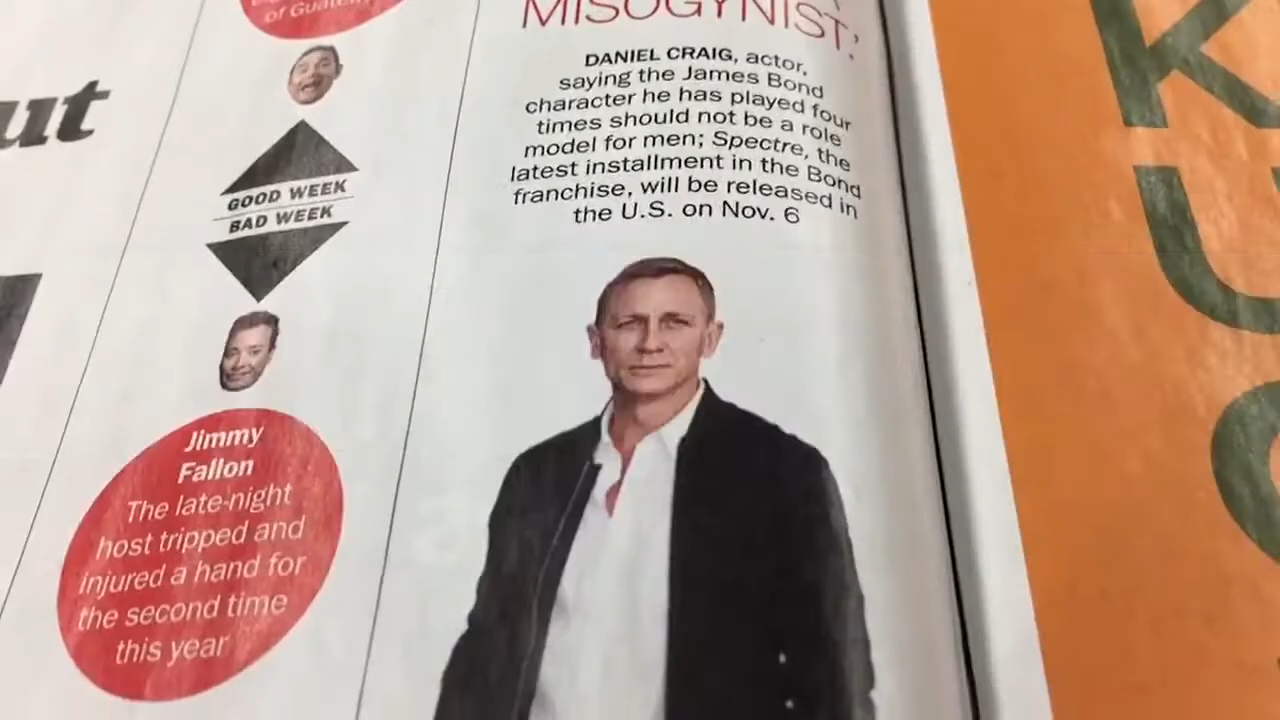 of Guatem
GOOD WEEK
BAD WEEK
Jimmy
Fallon
The late-night
host tripped and
injured a hand for
the second time
this year
MISOGYNIST.'
DANIEL CRAIG, actor,
saying the James Bond
character he has played four
times should not be a role
model for men; Spectre, the
latest installment in the Bond
franchise, will be released in
the U.S. on Nov. 6
ut
K
U